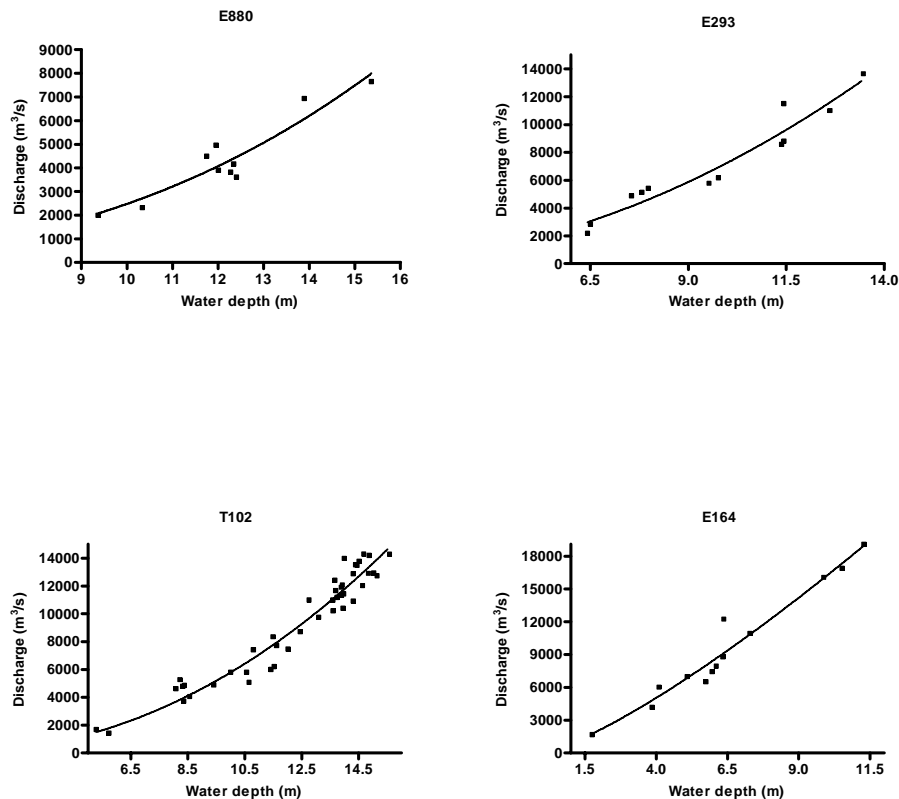 E880
Discharge (m³/s)
9000
8000
7000
6000
5000
4000
3000
2000
1000
0
9 10 11 12 13 14 15 16
Water depth (m)
E293
Discharge (m³/s)
14000
12000
10000
8000
6000
4000
2000
0
6.5 9.0 11.5 14.0
Water depth (m)
T102
Discharge (m³/s)
14000
12000
10000
8000
6000
4000
2000
0
6.5 8.5 10.5 12.5 14.5
Water depth (m)
E164
Discharge (m³/s)
18000
15000
12000
9000
6000
3000
0
1.5 4.0 6.5 9.0 11.5
Water depth (m)